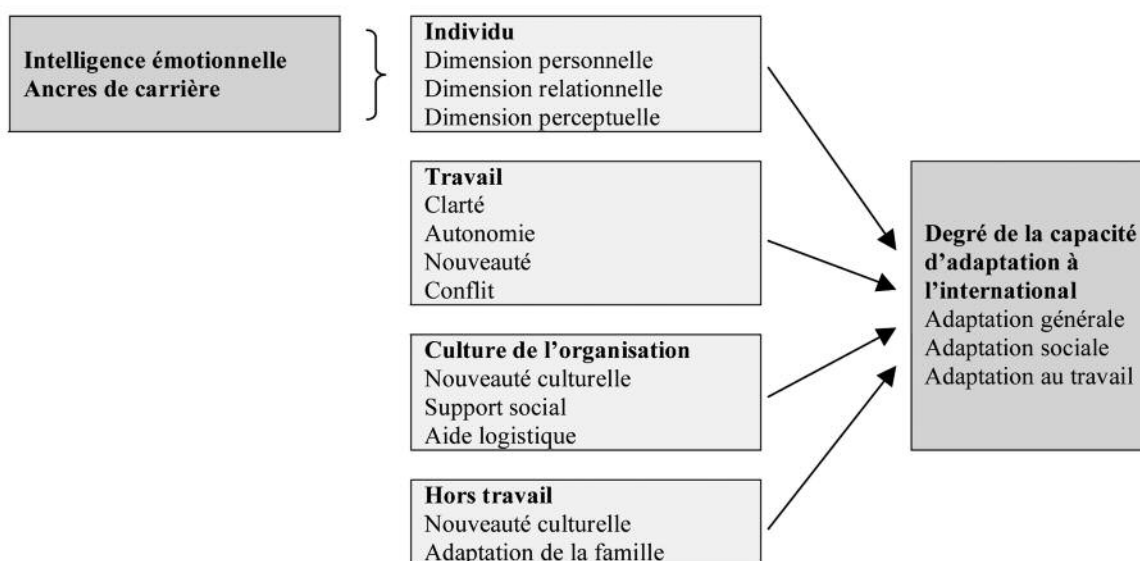 Intelligence émotionnelle
Ancres de carrière
Individu
Dimension personnelle
Dimension relationnelle
Dimension perceptuelle
Travail
Clarté
Autonomie
Nouveauté
Conflit
Culture de l’organisation
Nouveauté culturelle
Support social
Aide logistique
Hors travail
Nouveauté culturelle
Adaptation de la famille
Degré de la capacité
d’adaptation à
l’international
Adaptation générale
Adaptation sociale
Adaptation au travail